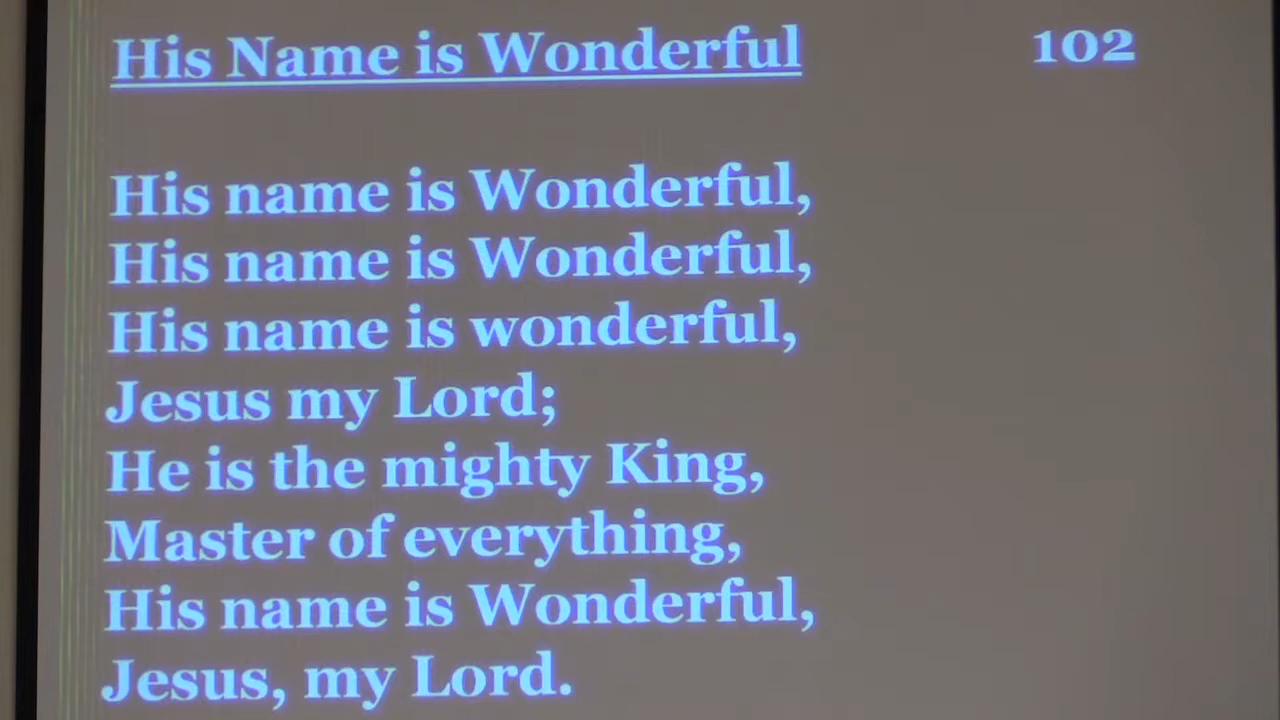 His Name is Wonderful 102
His name is Wonderful,
His name is Wonderful,
His name is wonderful,
Jesus my Lord;
He is the mighty King,
Master of everything,
His name is Wonderful,
Jesus, my Lord.